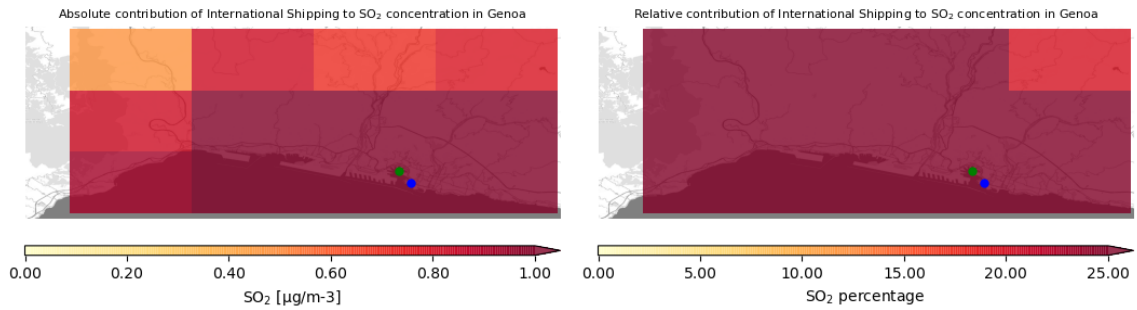 Absolute contribution of International Shipping to SO₂ concentration in Genoa
Relative contribution of International Shipping to SO₂ concentration in Genoa
0.00 0.20 0.40 0.60 0.80 1.00
SO₂ [µg/m-3]
0.00 5.00 10.00 15.00 20.00 25.00
SO₂ percentage